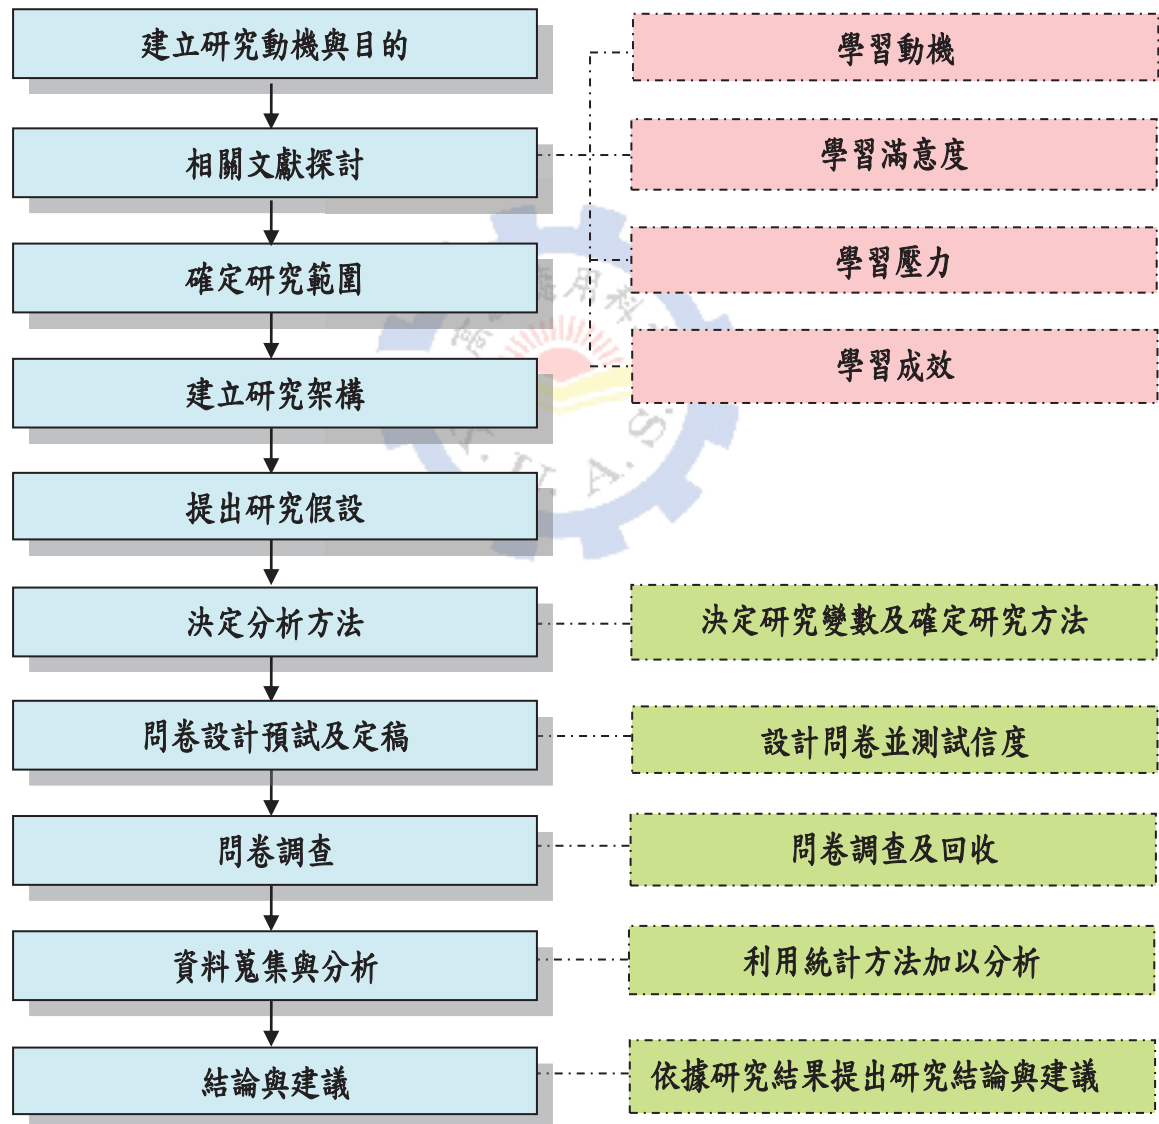 建立研究動機與目的
學習動機
相關文獻探討
學習滿意度
確定研究範圍
學習壓力
建立研究架構
學習成效
提出研究假設
決定分析方法
決定研究變數及確定研究方法
問卷設計預試及定稿
設計問卷並測試信度
問卷調查
問卷調查及回收
資料蒐集與分析
利用統計方法加以分析
結論與建議
依據研究結果提出研究結論與建議
用科
U.A.S.